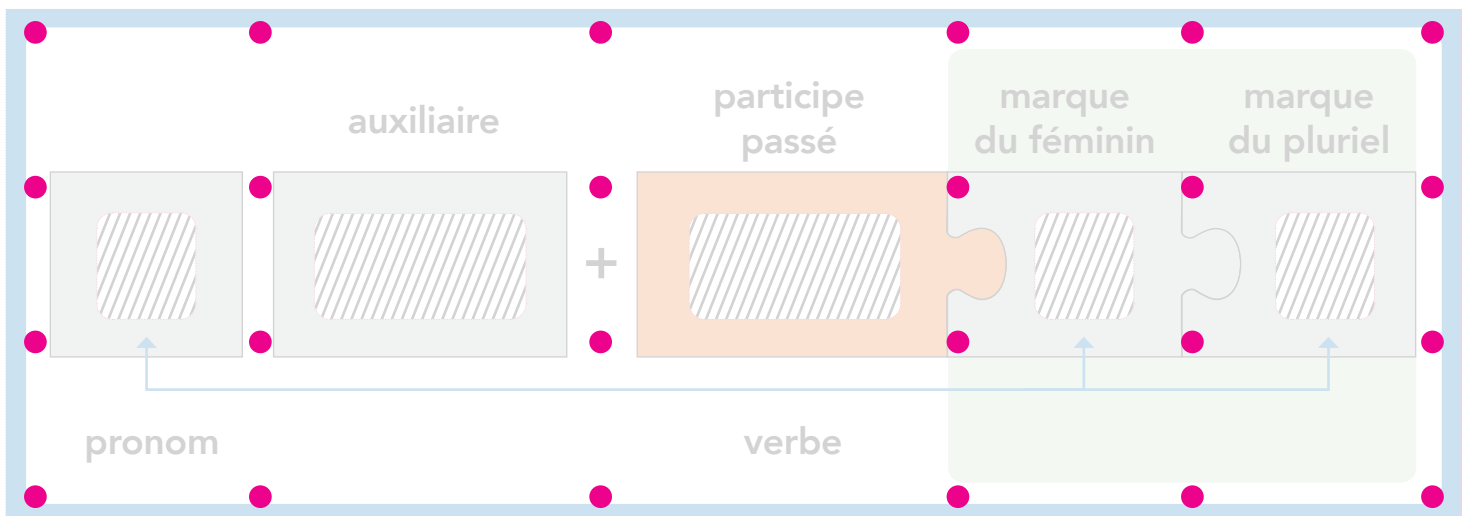 auxiliaire
participe
passé
marque
du féminin
marque
du pluriel
+
pronom
verbe